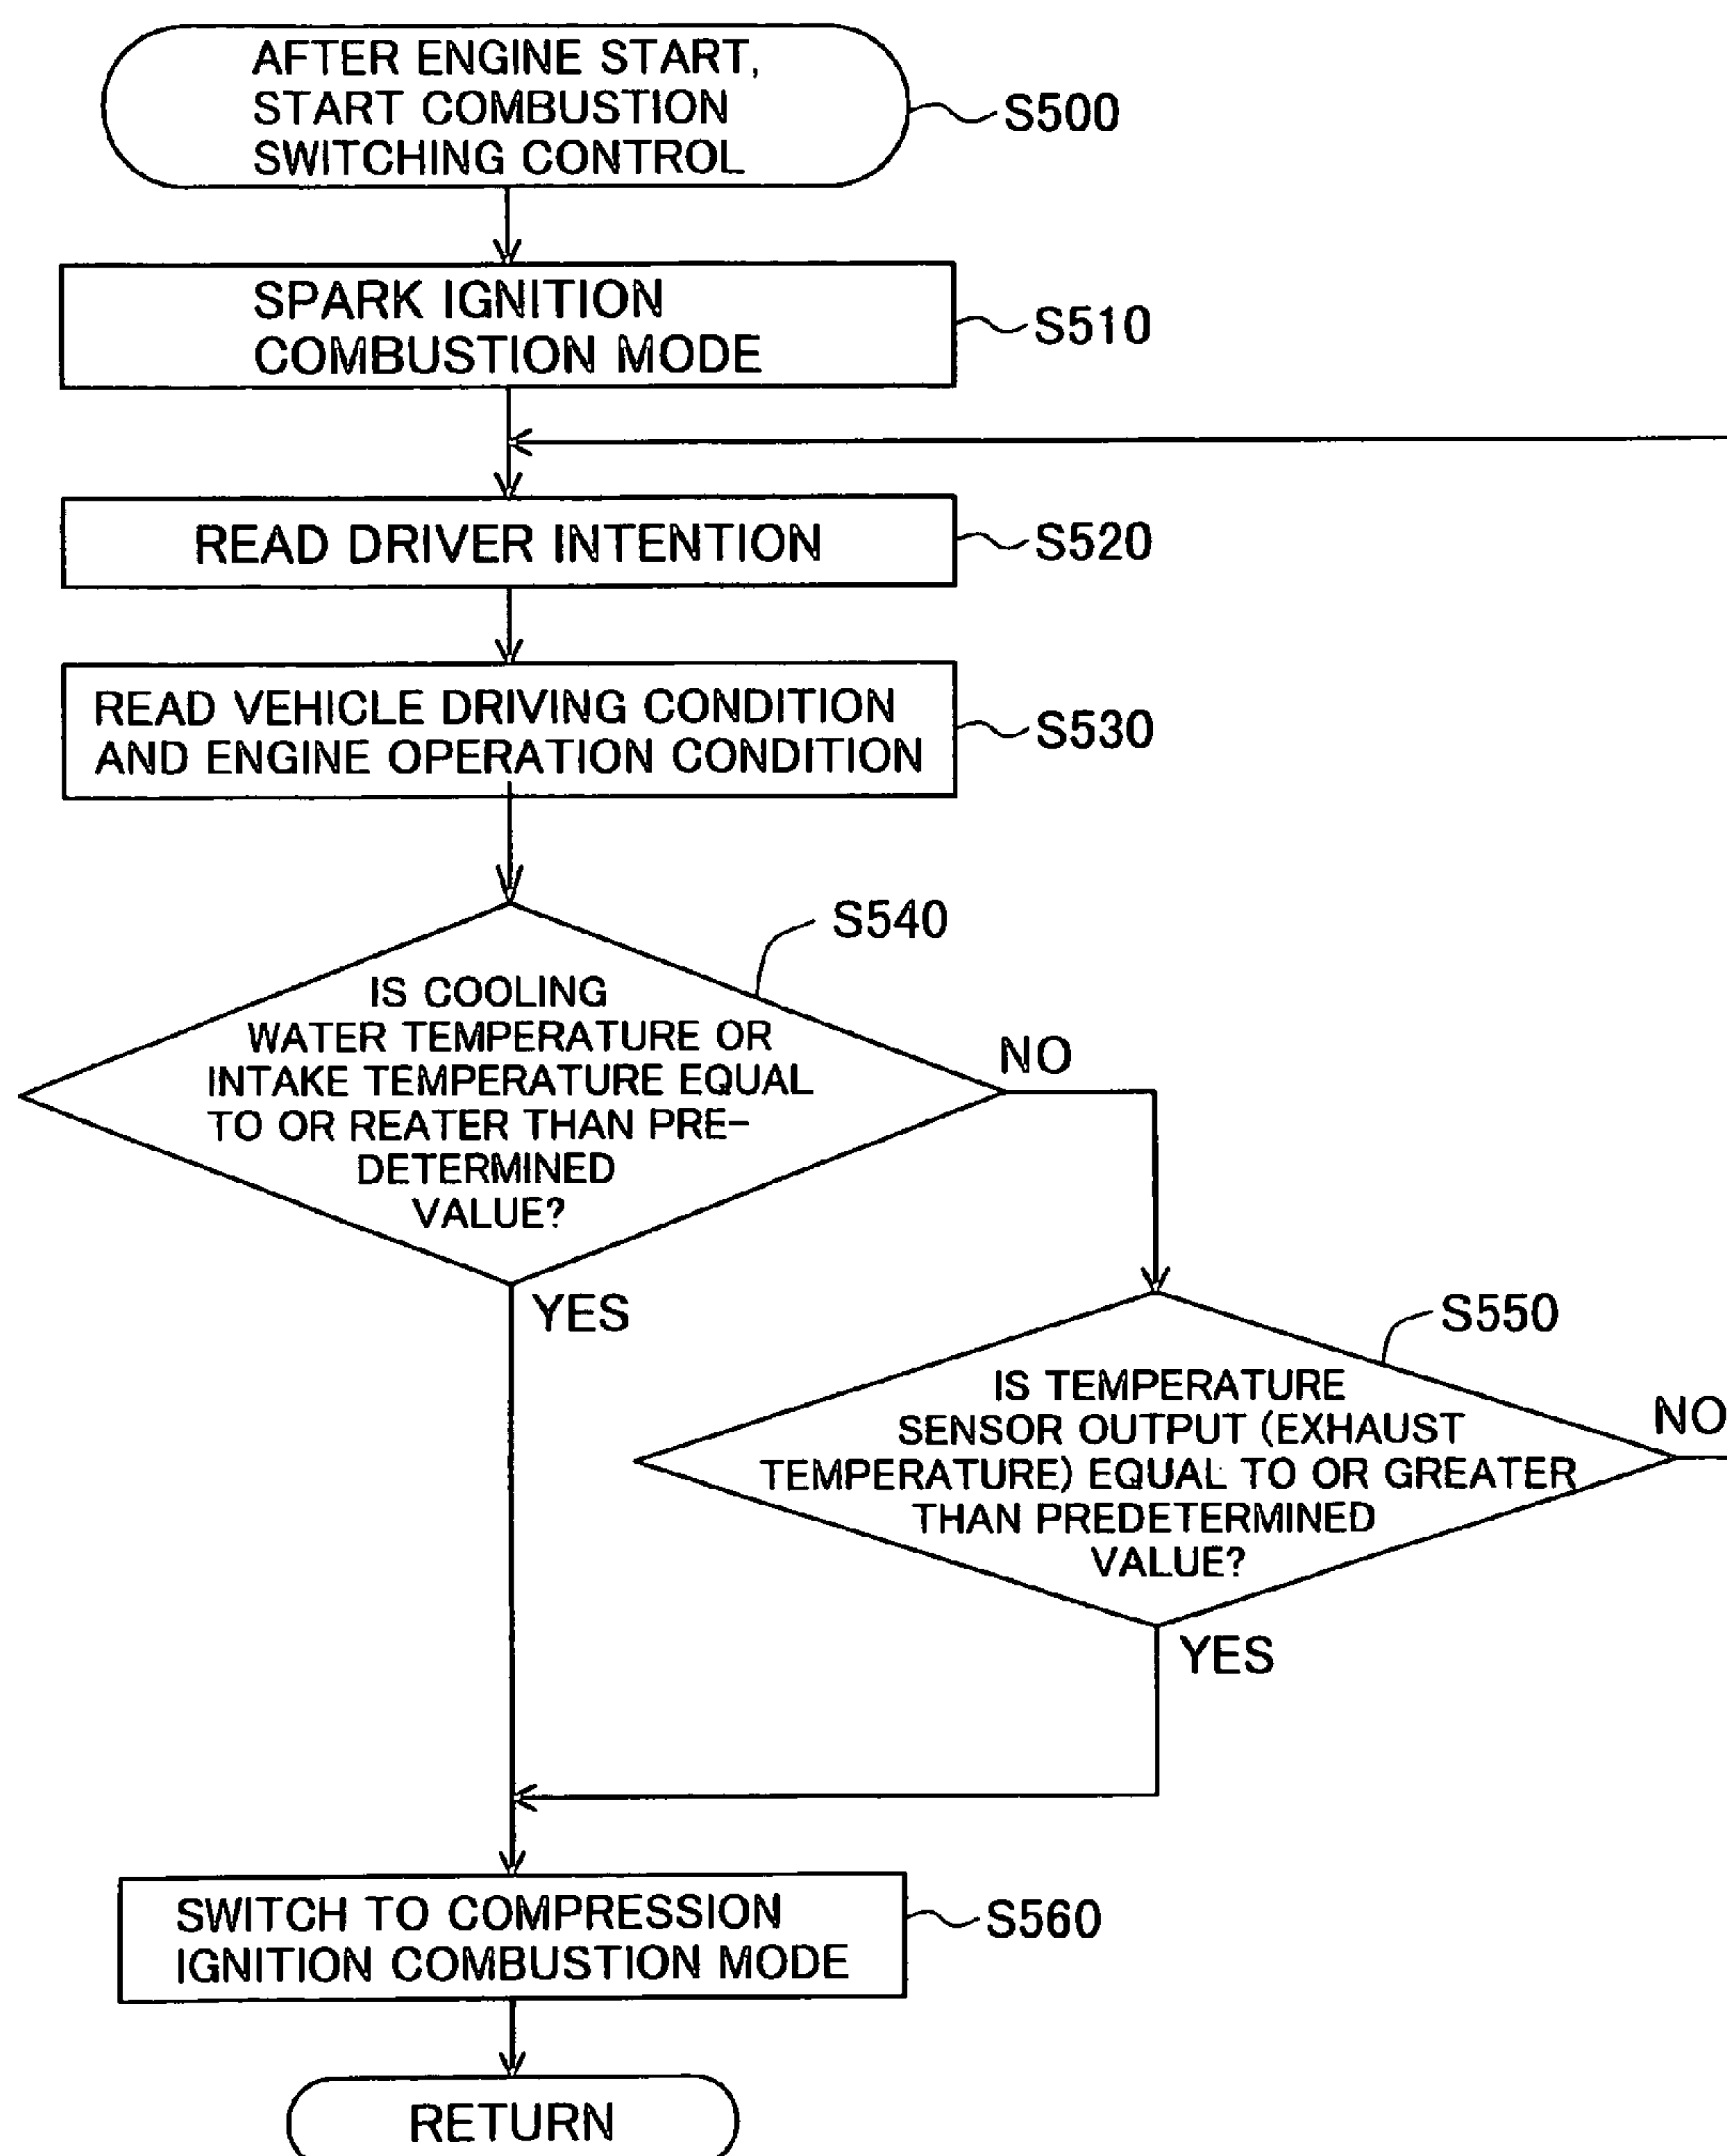 AFTER ENGINE START,
START COMBUSTION
SWITCHING CONTROL
S500
SPARK IGNITION
COMBUSTION MODE
S510
READ DRIVER INTENTION
S520
READ VEHICLE DRIVING CONDITION
AND ENGINE OPERATION CONDITION
S530
S540
IS COOLING
WATER TEMPERATURE OR
INTAKE TEMPERATURE EQUAL
TO OR REATER THAN PRE-
DETERMINED
VALUE?
NO
YES
S550
IS TEMPERATURE
SENSOR OUTPUT (EXHAUST
TEMPERATURE) EQUAL TO OR GREATER
THAN PREDETERMINED
VALUE?
NO
YES
SWITCH TO COMPRESSION
IGNITION COMBUSTION MODE
S560
RETURN